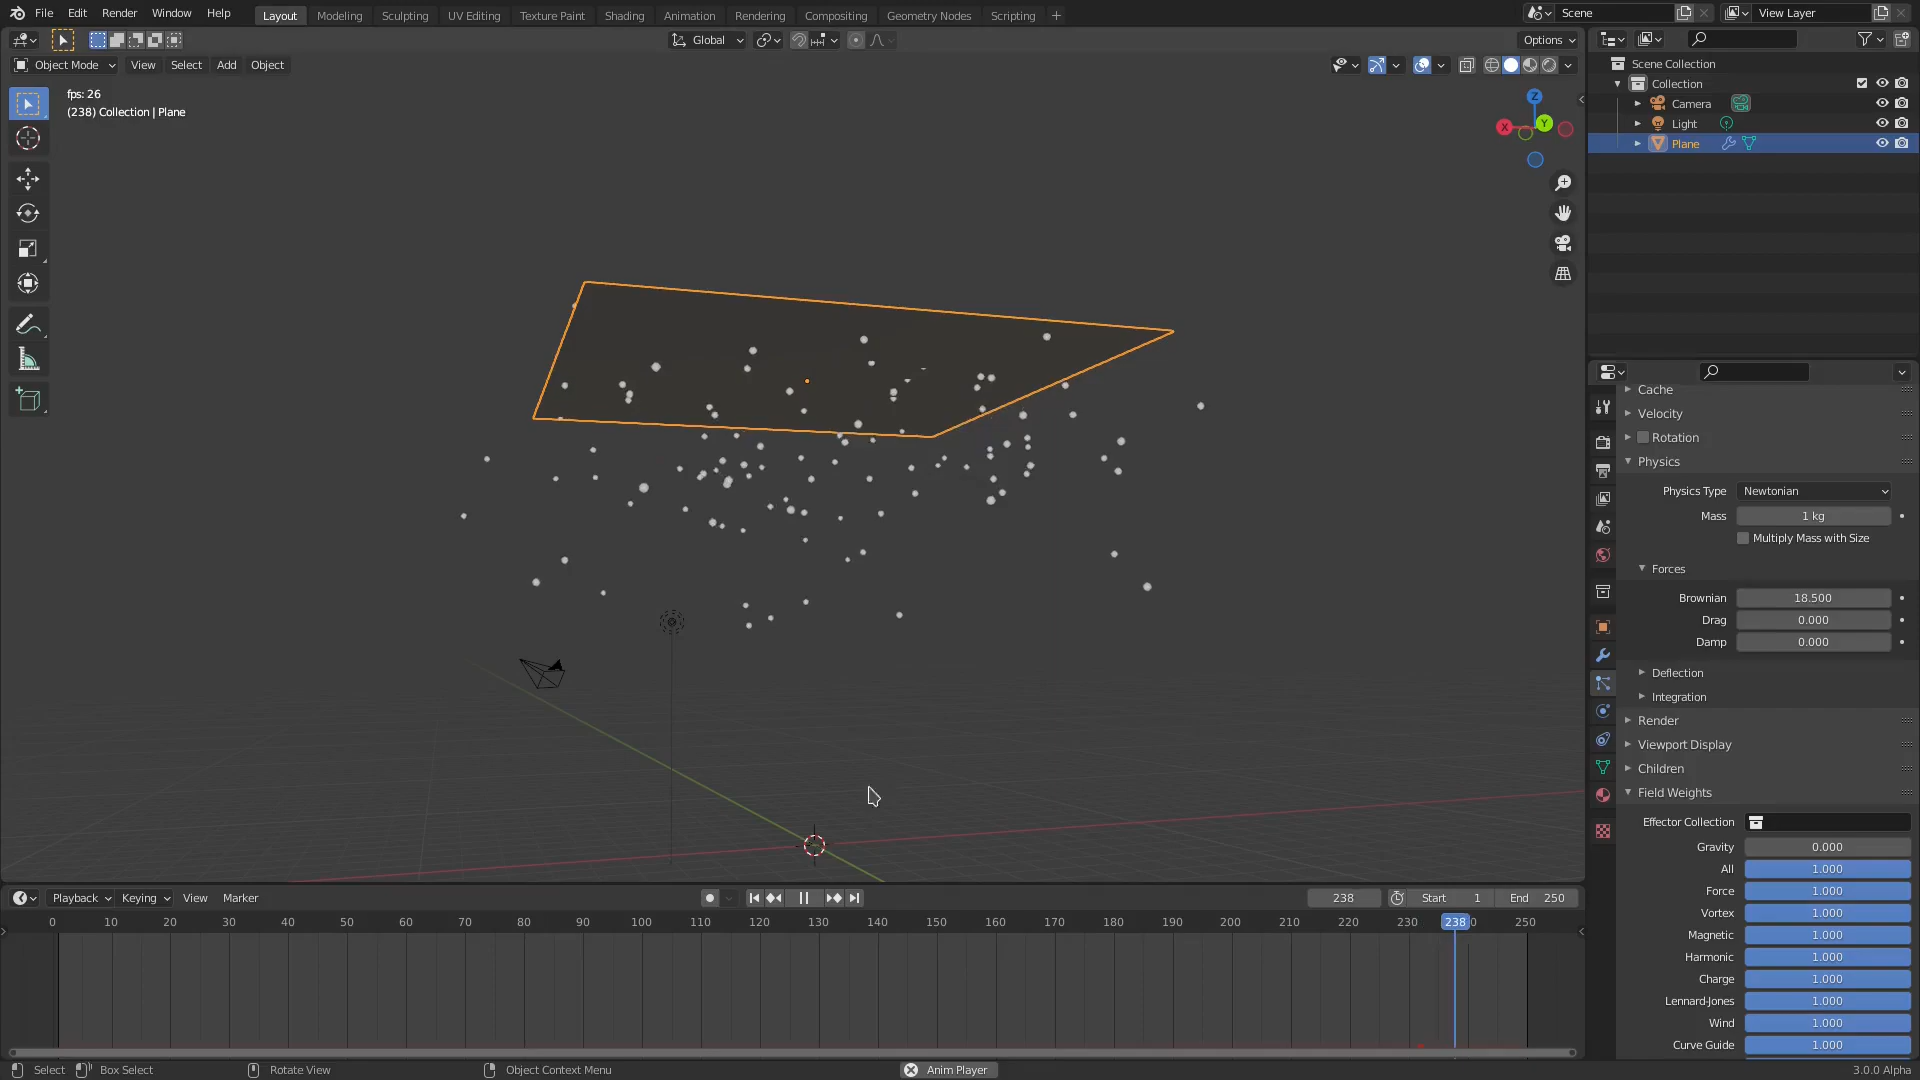 File Edit Render Window Help Layout Modeling Sculpting UV Editing Texture Paint Shading Animation Rendering Compositing Geometry Nodes Scripting + Scene View Layer
Global Options
Object Mode View Select Add Object
fps: 26
(238) Collection | Plane
Z
X
Y
Scene Collection
Collection
Camera
Light
Plane
Cache
Velocity
Rotation
Physics
Physics Type Newtonian
Mass 1 kg
Multiply Mass with Size
Forces
Brownian 18.500
Drag 0.000
Damp 0.000
Deflection
Integration
Render
Viewport Display
Children
Field Weights
Effector Collection
Gravity 0.000
All 1.000
Force 1.000
Vortex 1.000
Magnetic 1.000
Harmonic 1.000
Charge 1.000
Lennard-Jones 1.000
Wind 1.000
Curve Guide 1.000
Playback Keying View Marker 238 Start 1 End 250
0 10 20 30 40 50 60 70 80 90 100 110 120 130 140 150 160 170 180 190 200 210 220 230 238 0 250
Select Box Select Rotate View Object Context Menu Anim Player 3.0.0 Alpha